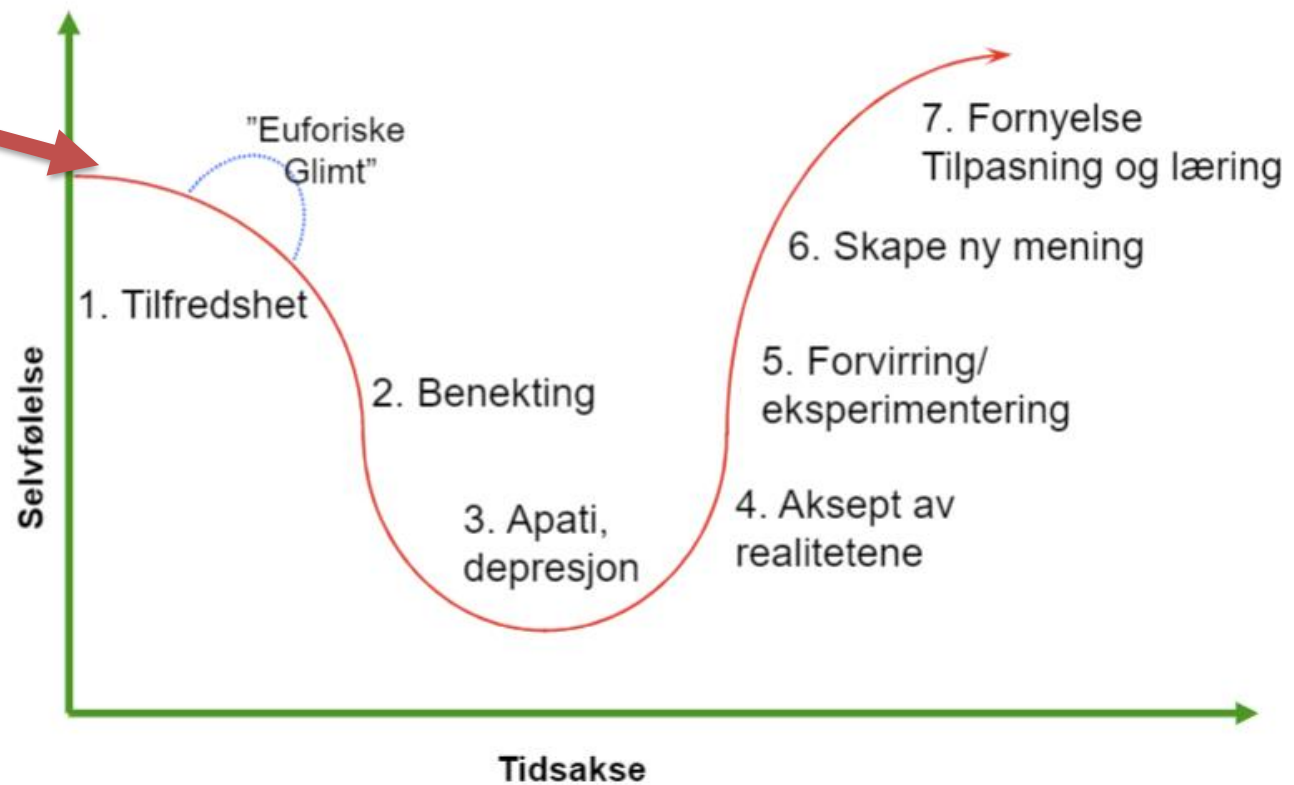 "Euforiske
Glimt"
7. Fornyelse
Tilpasning og læring
6. Skape ny mening
1. Tilfredshet
5. Forvirring/
eksperimentering
2. Benekting
Selvfølelse
4. Aksept av
realitetene
3. Apati,
depresjon
Tidsakse